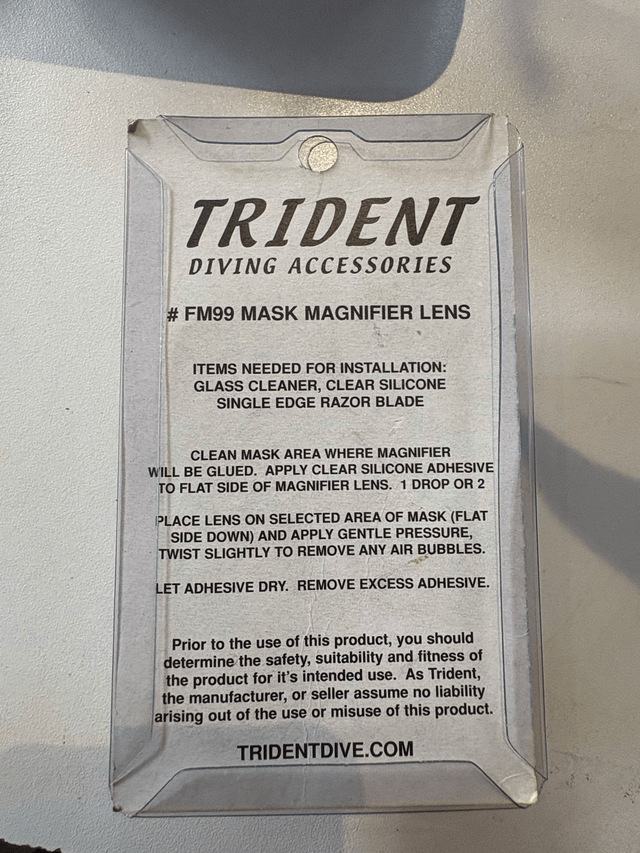 TRIDENT
DIVING ACCESSORIES
# FM99 MASK MAGNIFIER LENS
ITEMS NEEDED FOR INSTALLATION:
GLASS CLEANER, CLEAR SILICONE
SINGLE EDGE RAZOR BLADE
CLEAN MASK AREA WHERE MAGNIFIER
WILL BE GLUED. APPLY CLEAR SILICONE ADHESIVE
TO FLAT SIDE OF MAGNIFIER LENS. 1 DROP OR 2
PLACE LENS ON SELECTED AREA OF MASK (FLAT
SIDE DOWN) AND APPLY GENTLE PRESSURE,
TWIST SLIGHTLY TO REMOVE ANY AIR BUBBLES.
LET ADHESIVE DRY. REMOVE EXCESS ADHESIVE.
Prior to the use of this product, you should
determine the safety, suitability and fitness of
the product for it's intended use. As Trident,
the manufacturer, or seller assume no liability
arising out of the use or misuse of this product.
TRIDENTDIVE.COM